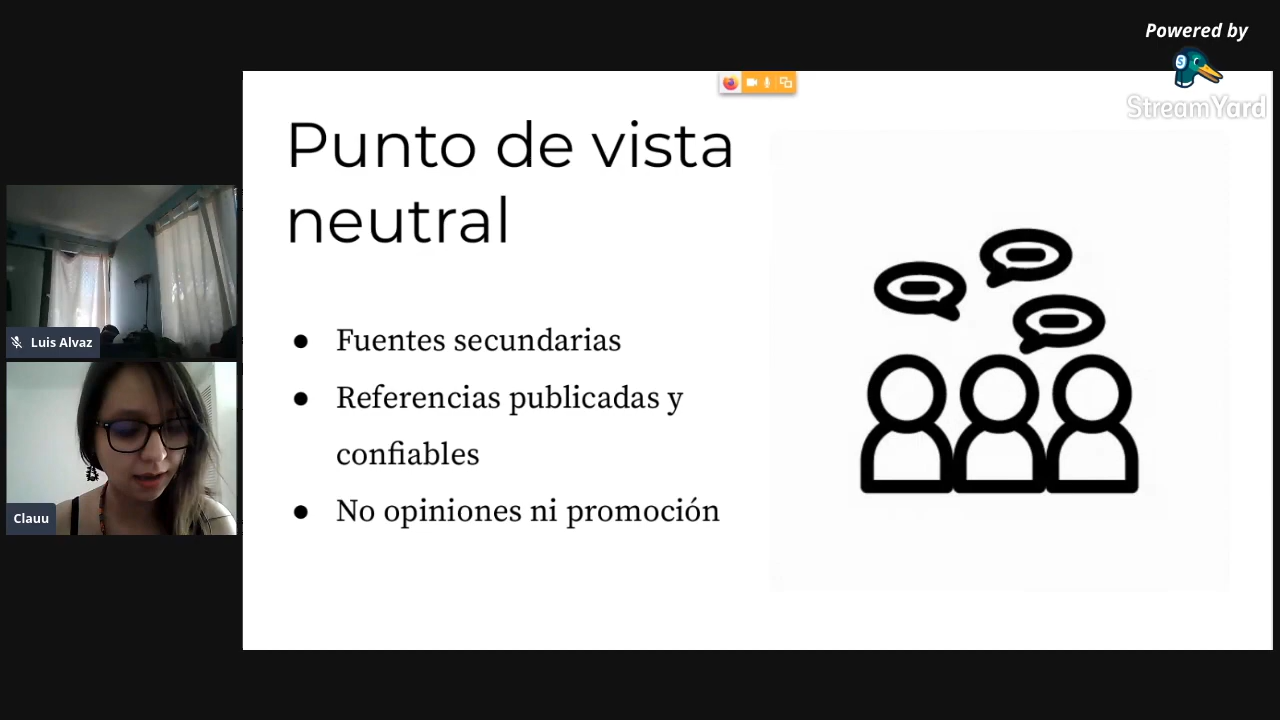 Powered by
StreamYard
Punto de vista
neutral
Fuentes secundarias
Referencias publicadas y
confiables
No opiniones ni promoción
Luis Alvaz
Clauu